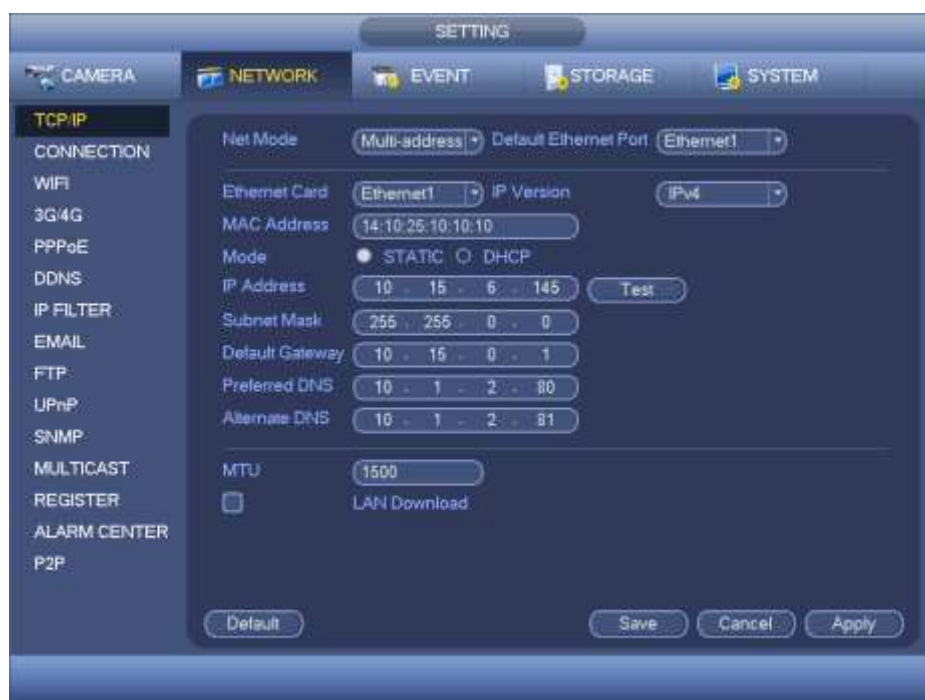 SETTING
CAMERA NETWORK EVENT STORAGE SYSTEM
TCP/IP
CONNECTION
WIFI
3G/4G
PPPoE
DDNS
IP FILTER
EMAIL
FTP
UPnP
SNMP
MULTICAST
REGISTER
ALARM CENTER
P2P
Net Mode Multi-address Default Ethernet Port Ethernet1
Ethernet Card Ethernet1 IP Version IPv4
MAC Address 14:10:25:10:10:10
Mode STATIC DHCP
IP Address 10 . 15 . 6 . 145 Test
Subnet Mask 255 . 255 . 0 . 0
Default Gateway 10 . 15 . 0 . 1
Preferred DNS 10 . 1 . 2 . 80
Alternate DNS 10 . 1 . 2 . 81
MTU 1500
LAN Download
Default Save Cancel Apply